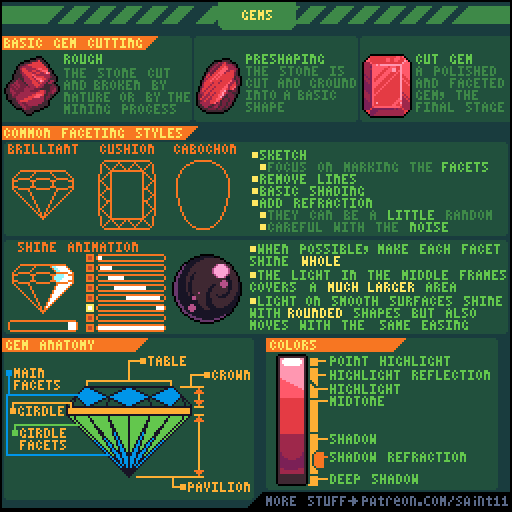 GEMS
BASIC GEM CUTTING
ROUGH
THE STONE CUT
AND BROKEN BY
NATURE OR BY THE
MINING PROCESS
PRESHAPING
THE STONE IS
CUT AND GROUND
INTO A BASIC
SHAPE
CUT GEM
A POLISHED
AND FACETED
GEM, THE
FINAL STAGE
COMMON FACETING STYLES
BRILLIANT
CUSHION
CABOCHON
SKETCH
FOCUS ON MARKING THE FACETS
REMOVE LINES
BASIC SHADING
ADD REFRACTION
THEY CAN BE A LITTLE RANDOM
CAREFUL WITH THE NOISE
SHINE ANIMATION
WHEN POSSIBLE, MAKE EACH FACET
SHINE WHOLE
THE LIGHT IN THE MIDDLE FRAMES
COVERS A MUCH LARGER AREA
LIGHT ON SMOOTH SURFACES SHINE
WITH ROUNDED SHAPES BUT ALSO
MOVES WITH THE SAME EASING
GEM ANATOMY
TABLE
MAIN
FACETS
CROWN
GIRDLE
GIRDLE
FACETS
PAVILION
COLORS
POINT HIGHLIGHT
HIGHLIGHT REFLECTION
HIGHLIGHT
MIDTONE
SHADOW
SHADOW REFRACTION
DEEP SHADOW
MORE STUFF→PATREON.COM/SAINT11